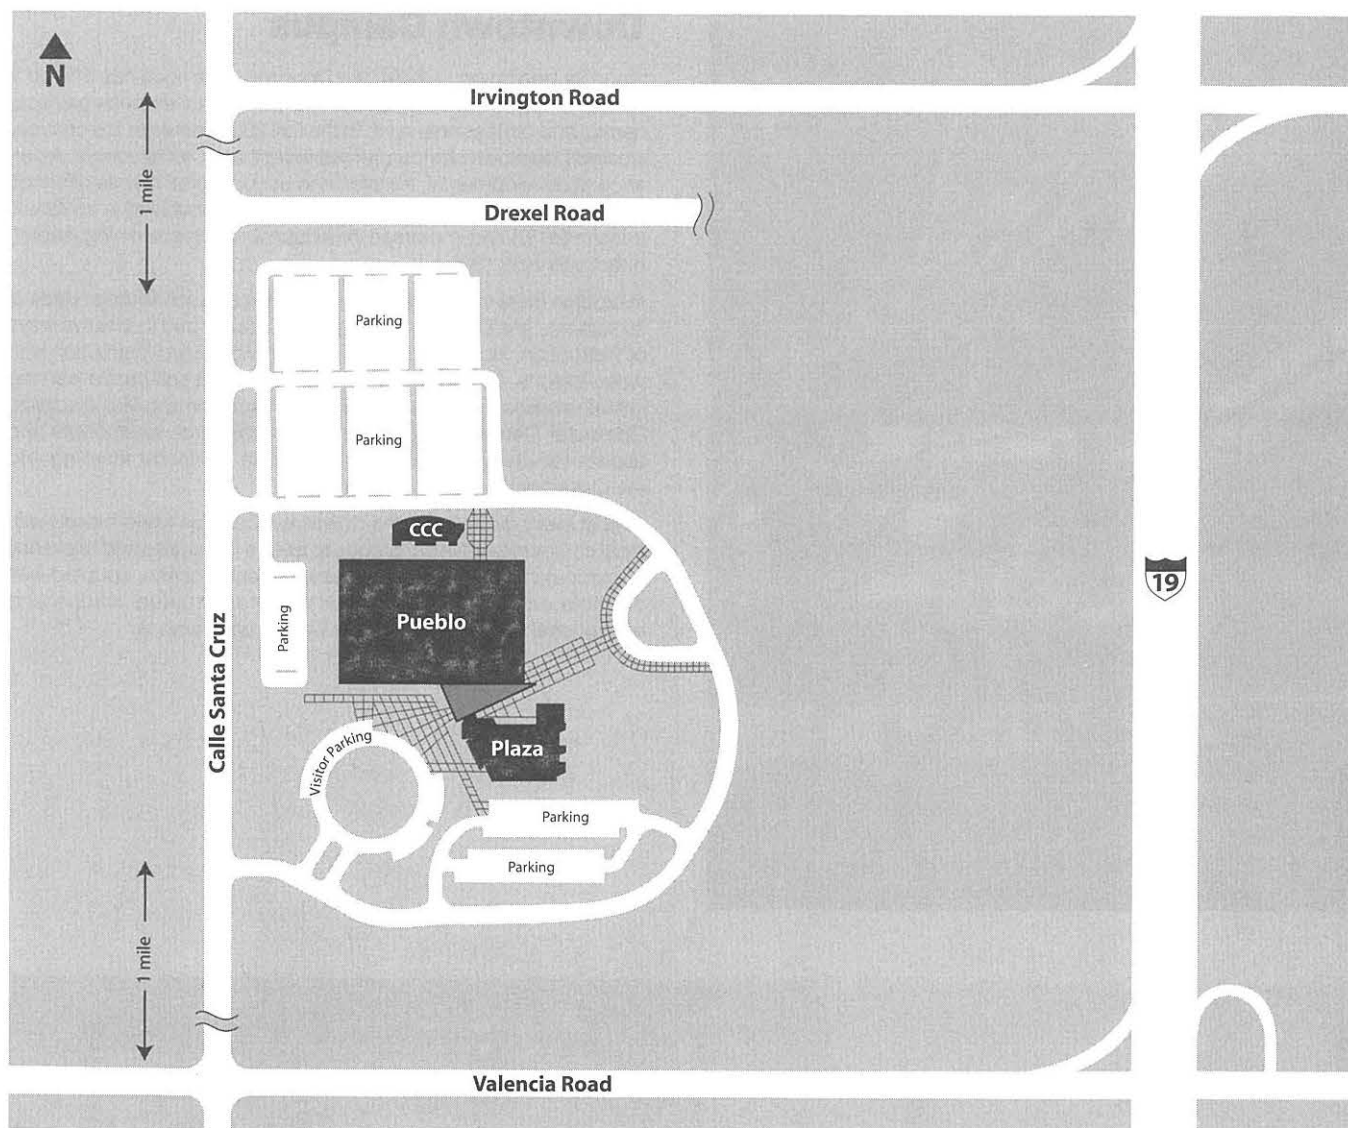 N
Irvington Road
1 mile
Drexel Road
Parking
Parking
CCC
19
Pueblo
Parking
Calle Santa Cruz
Visitor Parking
Plaza
Parking
Parking
1 mile
Valencia Road